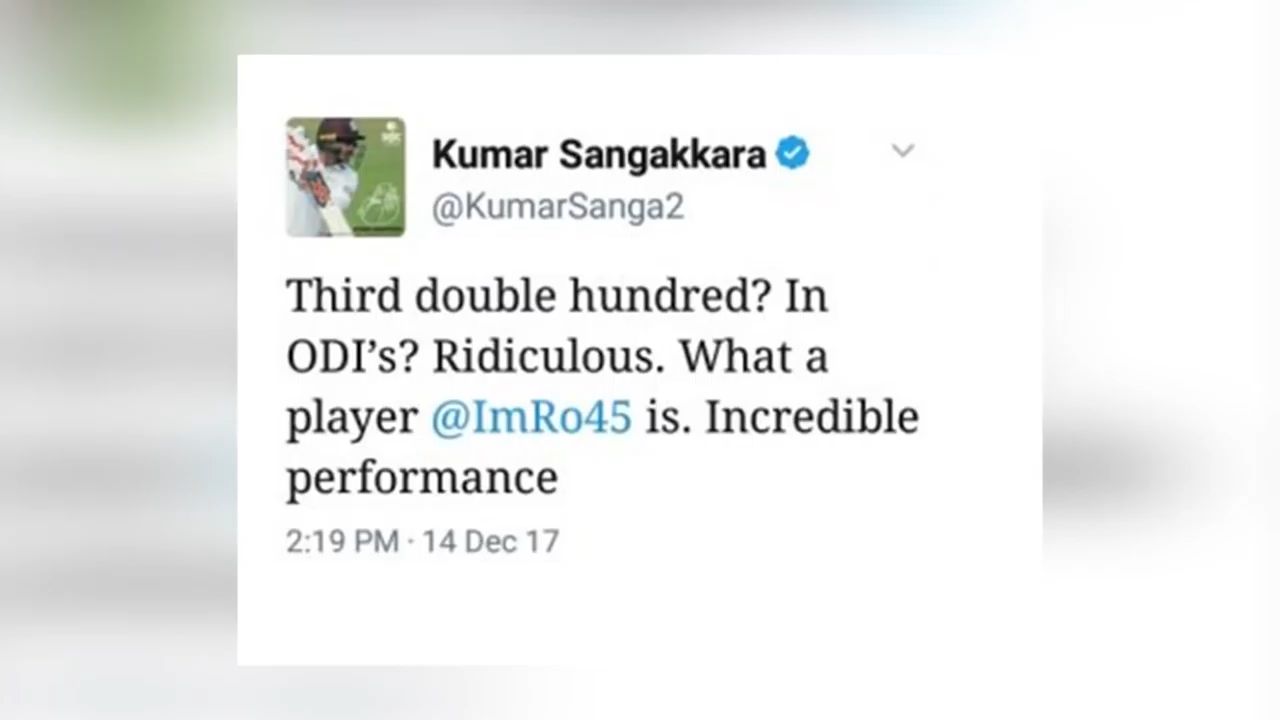 Kumar Sangakkara
@KumarSanga2
Third double hundred? In
ODI’s? Ridiculous. What a
player @ImRo45 is. Incredible
performance
2:19 PM · 14 Dec 17